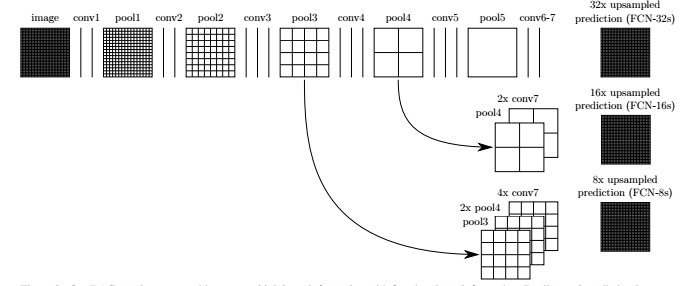 image conv1 pool1 conv2 pool2 conv3 pool3 conv4 pool4 conv5 pool5 conv6-7
32x upsampled
prediction (FCN-32s)
2x conv7
pool4
16x upsampled
prediction (FCN-16s)
4x conv7
2x pool4
pool3
8x upsampled
prediction (FCN-8s)